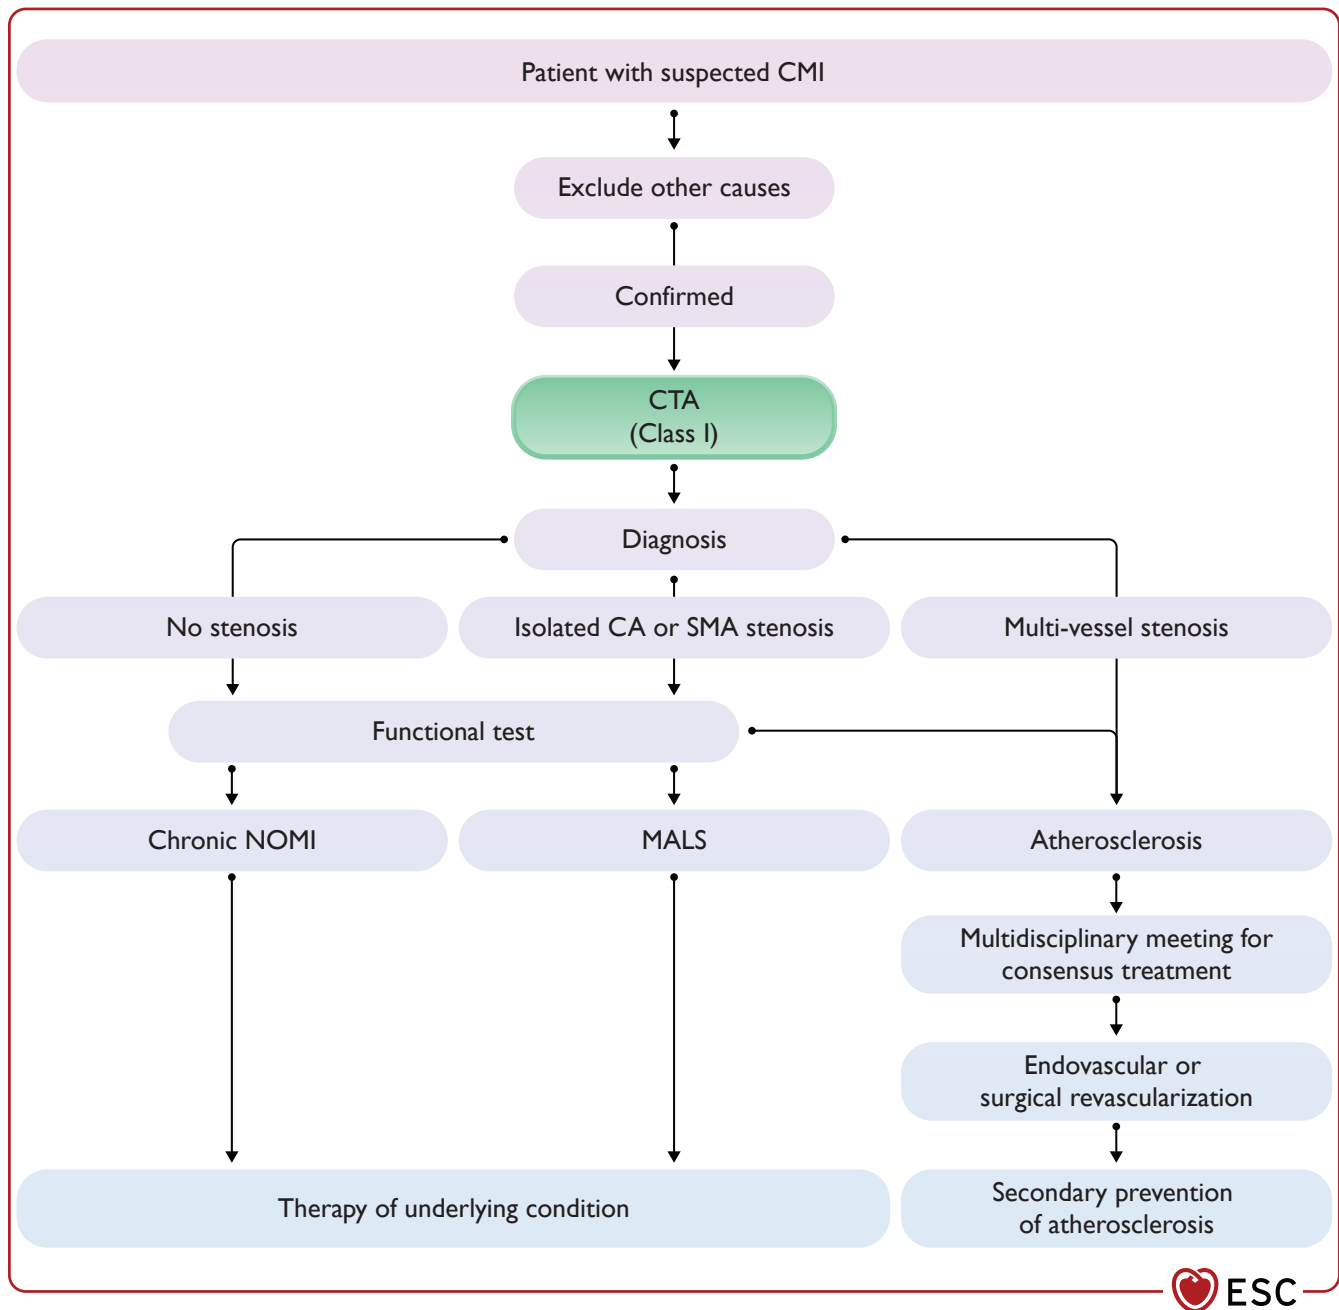 Patient with suspected CMI
Exclude other causes
Confirmed
CTA
(Class I)
Diagnosis
No stenosis
Isolated CA or SMA stenosis
Multi-vessel stenosis
Functional test
Chronic NOMI
MALS
Atherosclerosis
Multidisciplinary meeting for
consensus treatment
Endovascular or
surgical revascularization
Therapy of underlying condition
Secondary prevention
of atherosclerosis
ESC